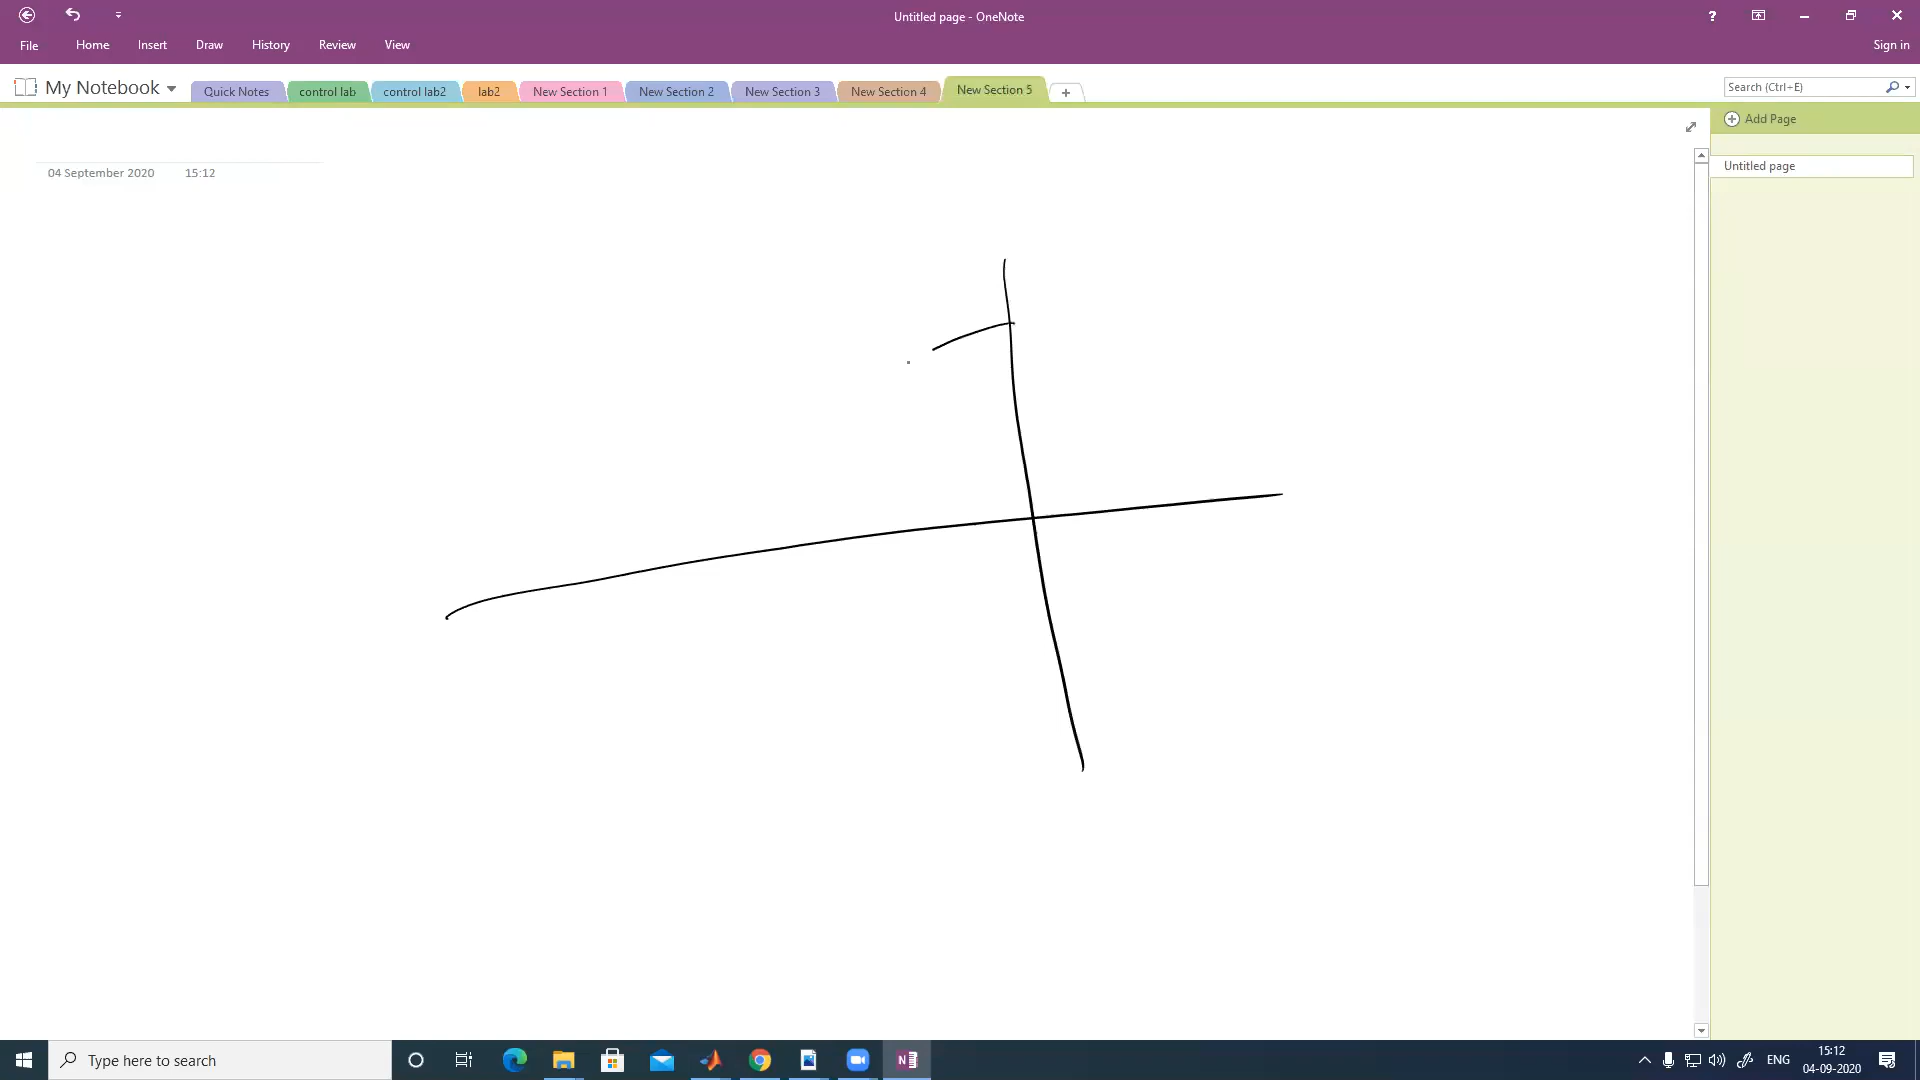 Untitled page - OneNote
?
File Home Insert Draw History Review View Sign in
My Notebook Quick Notes control lab control lab2 lab2 New Section 1 New Section 2 New Section 3 New Section 4 New Section 5 + Search (Ctrl+E)
Add Page
Untitled page
04 September 2020 15:12
Type here to search
N
ENG
15:12
04-09-2020